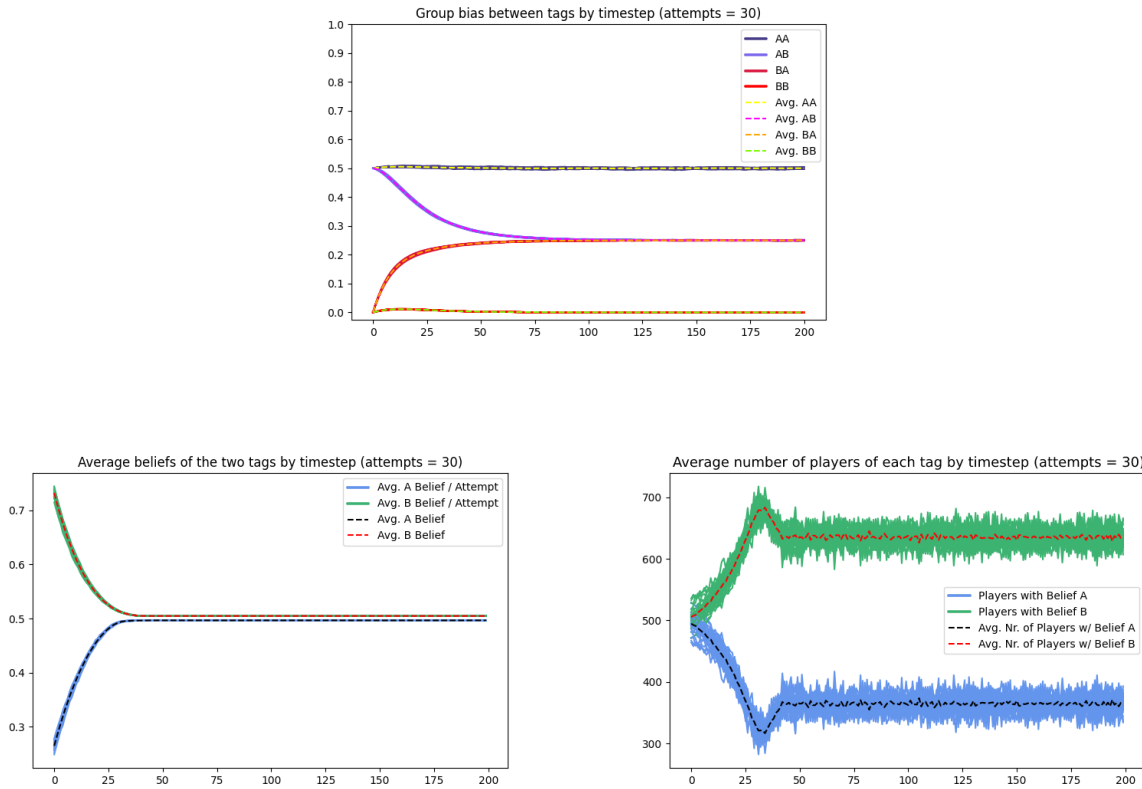 Group bias between tags by timestep (attempts = 30)
1.0
0.9
0.8
0.7
0.6
0.5
0.4
0.3
0.2
0.1
0.0
AA
AB
BA
BB
Avg. AA
Avg. AB
Avg. BA
Avg. BB
0 25 50 75 100 125 150 175 200
Average beliefs of the two tags by timestep (attempts = 30)
0.7
0.6
0.5
0.4
0.3
Avg. A Belief / Attempt
Avg. B Belief / Attempt
Avg. A Belief
Avg. B Belief
0 25 50 75 100 125 150 175 200
Average number of players of each tag by timestep (attempts = 30)
700
600
500
400
300
Players with Belief A
Players with Belief B
Avg. Nr. of Players w/ Belief A
Avg. Nr. of Players w/ Belief B
0 25 50 75 100 125 150 175 200